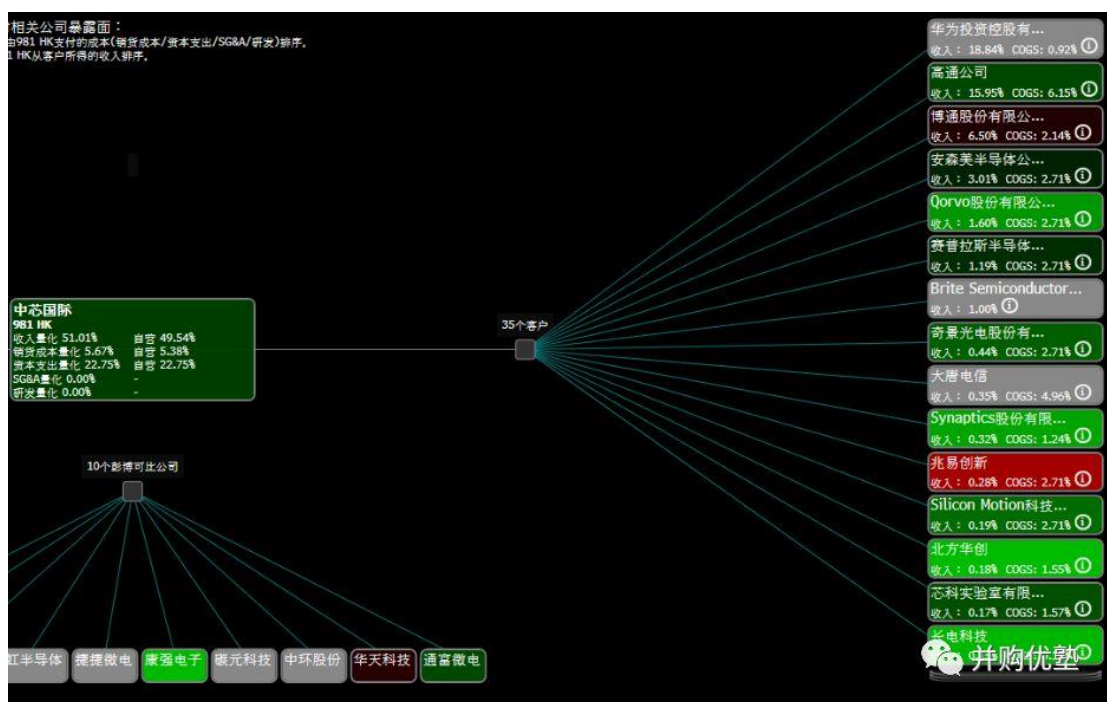 相关公司暴露面：
由981 HK支付的成本(销货成本/资本支出/SG&A/研发)排序。
1 HK从客户所得的收入排序。
华为投资控股有...
收入： 18.84% COGS: 0.92%
高通公司
收入： 15.95% COGS: 6.15%
博通股份有限公...
收入： 6.50% COGS: 2.14%
安森美半导体公...
收入： 3.01% COGS: 2.71%
Qorvo股份有限公...
收入： 1.60% COGS: 2.71%
赛普拉斯半导体...
收入： 1.19% COGS: 2.71%
Brite Semiconductor...
收入： 1.00%
奇景光电股份有...
收入： 0.44% COGS: 2.71%
大唐电信
收入： 0.35% COGS: 4.96%
Synaptics股份有限...
收入： 0.32% COGS: 1.24%
兆易创新
收入： 0.28% COGS: 2.71%
Silicon Motion科技...
收入： 0.19% COGS: 2.71%
北方华创
收入： 0.18% COGS: 1.55%
芯科实验室有限...
收入： 0.17% COGS: 1.57%
长电科技
中芯国际
981 HK
收入量化 51.01% 自营 49.54%
销货成本量化 5.67% 自营 5.38%
资本支出量化 22.75% 自营 22.75%
SG&A量化 0.00% -
研发量化 0.00% -
35个客户
10个彭博可比公司
虹半导体
捷捷微电
康强电子
碳元科技
中环股份
华天科技
通富微电
并购优塾